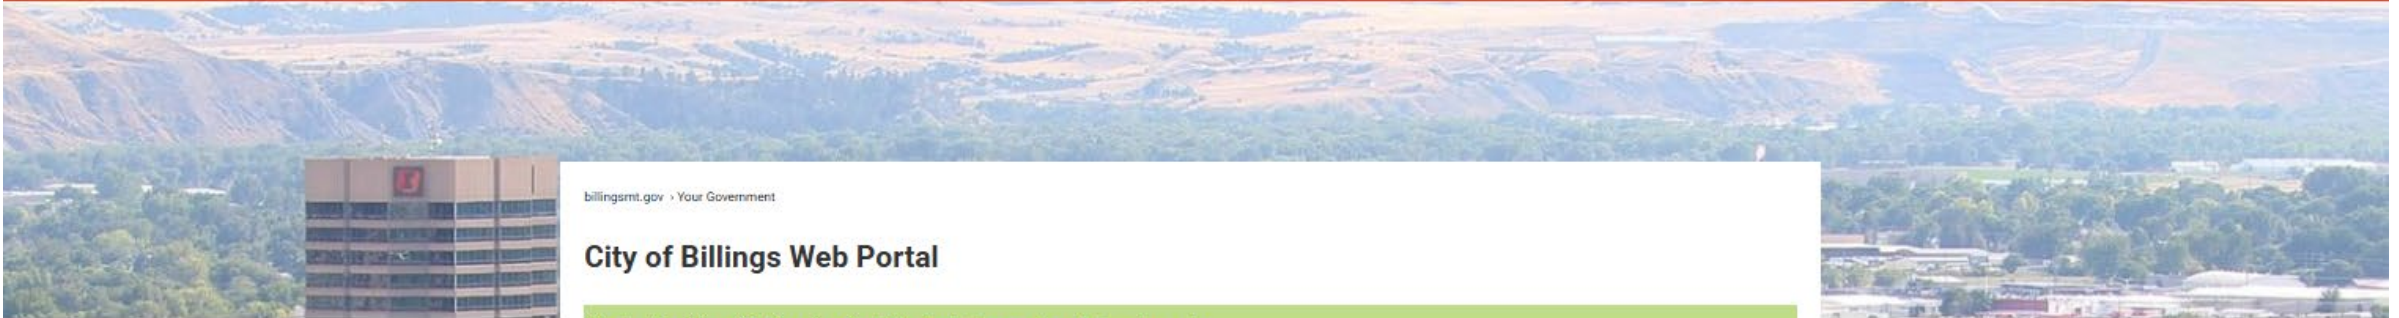 billingsmt.gov › Your Government
City of Billings Web Portal